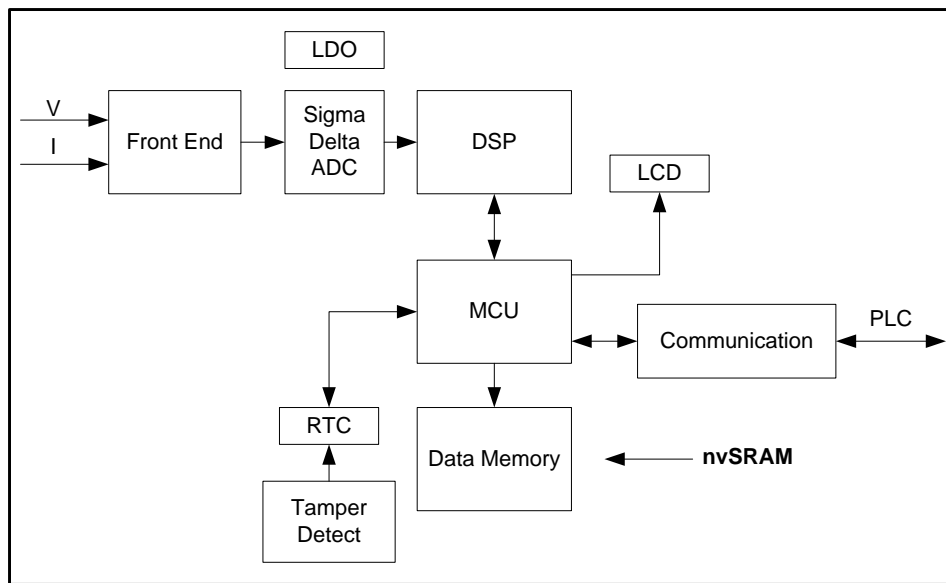 LDO
V
I
Front End
Sigma
Delta
ADC
DSP
LCD
MCU
Communication
PLC
RTC
Data Memory
nvSRAM
Tamper
Detect